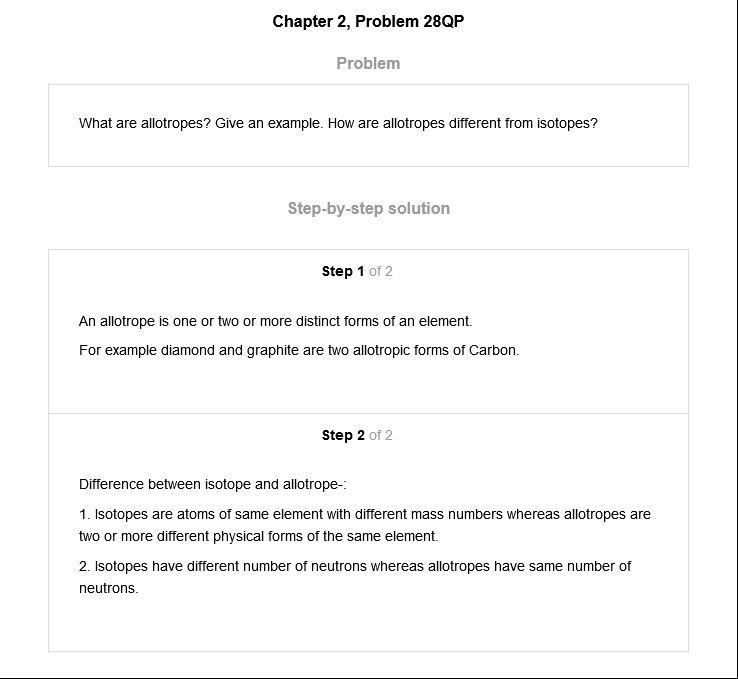 Chapter 2, Problem 28QP
Problem
What are allotropes? Give an example. How are allotropes different from isotopes?
Step-by-step solution
Step 1 of 2
An allotrope is one or two or more distinct forms of an element.
For example diamond and graphite are two allotropic forms of Carbon.
Step 2 of 2
Difference between isotope and allotrope-:
1. Isotopes are atoms of same element with different mass numbers whereas allotropes are
two or more different physical forms of the same element.
2. Isotopes have different number of neutrons whereas allotropes have same number of
neutrons.